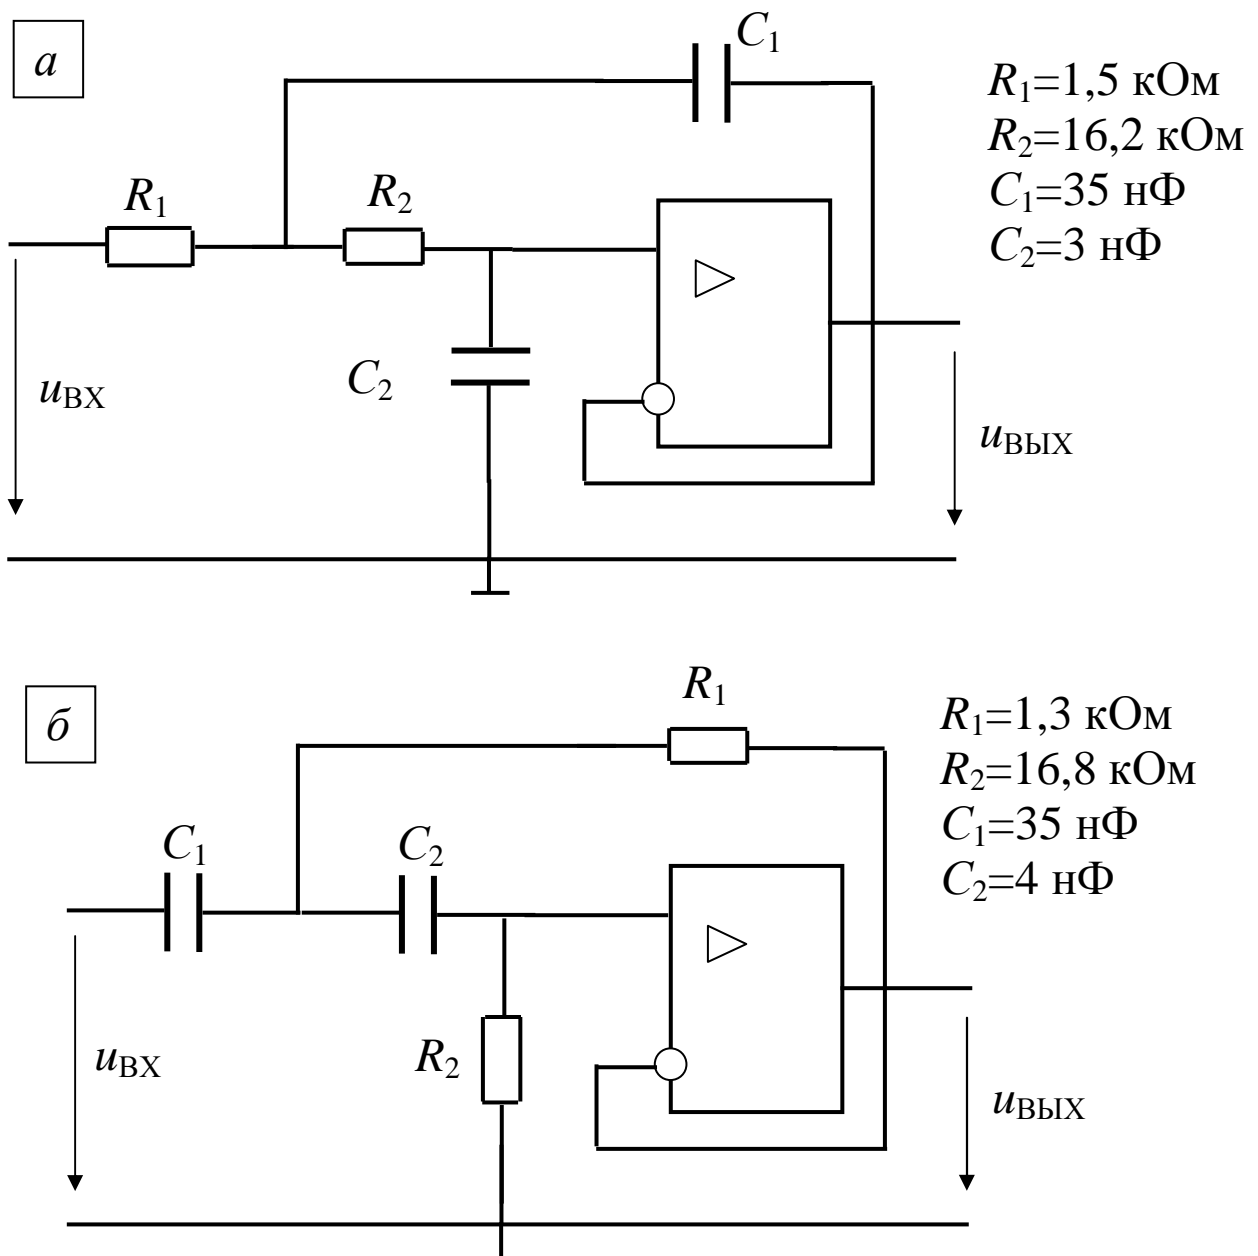 а
C1
R1=1,5 кОм
R2=16,2 кОм
C1=35 нФ
C2=3 нФ
R1
R2
C2
uВХ
uВЫХ
б
R1
R1=1,3 кОм
R2=16,8 кОм
C1=35 нФ
C2=4 нФ
C1
C2
R2
uВХ
uВЫХ